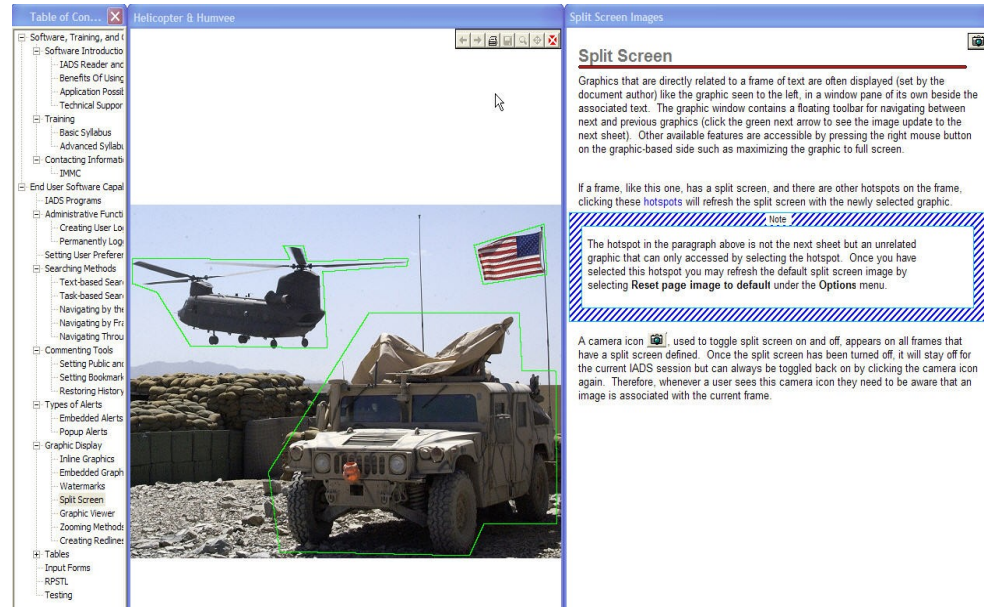 Table of Con...
Software, Training, and (
Software Introductio
IADS Reader and
Benefits Of Using
Application Possib
Technical Suppor
Training
Basic Syllabus
Advanced Syllabu
Contacting Informati
IMMC
End User Software Capal
IADS Programs
Administrative Functi
Creating User Lo
Permanently Log
Setting User Preferer
Searching Methods
Text-based Sear
Task-based Sear
Navigating by the
Navigating by Fra
Navigating Throu
Commenting Tools
Setting Public and
Setting Bookmark
Restoring History
Types of Alerts
Embedded Alerts
Popup Alerts
Graphic Display
Inline Graphics
Embedded Graph
Watermarks
Split Screen
Graphic Viewer
Zooming Methods
Creating Redlines
Tables
Input Forms
RPSTL
Testing
Helicopter & Humvee
Split Screen Images
Split Screen
Graphics that are directly related to a frame of text are often displayed (set by the
document author) like the graphic seen to the left, in a window pane of its own beside the
associated text. The graphic window contains a floating toolbar for navigating between
next and previous graphics (click the green next arrow to see the image update to the
next sheet). Other available features are accessible by pressing the right mouse button
on the graphic-based side such as maximizing the graphic to full screen.
If a frame, like this one, has a split screen, and there are other hotspots on the frame,
clicking these hotspots will refresh the split screen with the newly selected graphic.
Note
The hotspot in the paragraph above is not the next sheet but an unrelated
graphic that can only accessed by selecting the hotspot. Once you have
selected this hotspot you may refresh the default split screen image by
selecting Reset page image to default under the Options menu.
A camera icon , used to toggle split screen on and off, appears on all frames that
have a split screen defined. Once the split screen has been turned off, it will stay off for
the current IADS session but can always be toggled back on by clicking the camera icon
again. Therefore, whenever a user sees this camera icon they need to be aware that an
image is associated with the current frame.